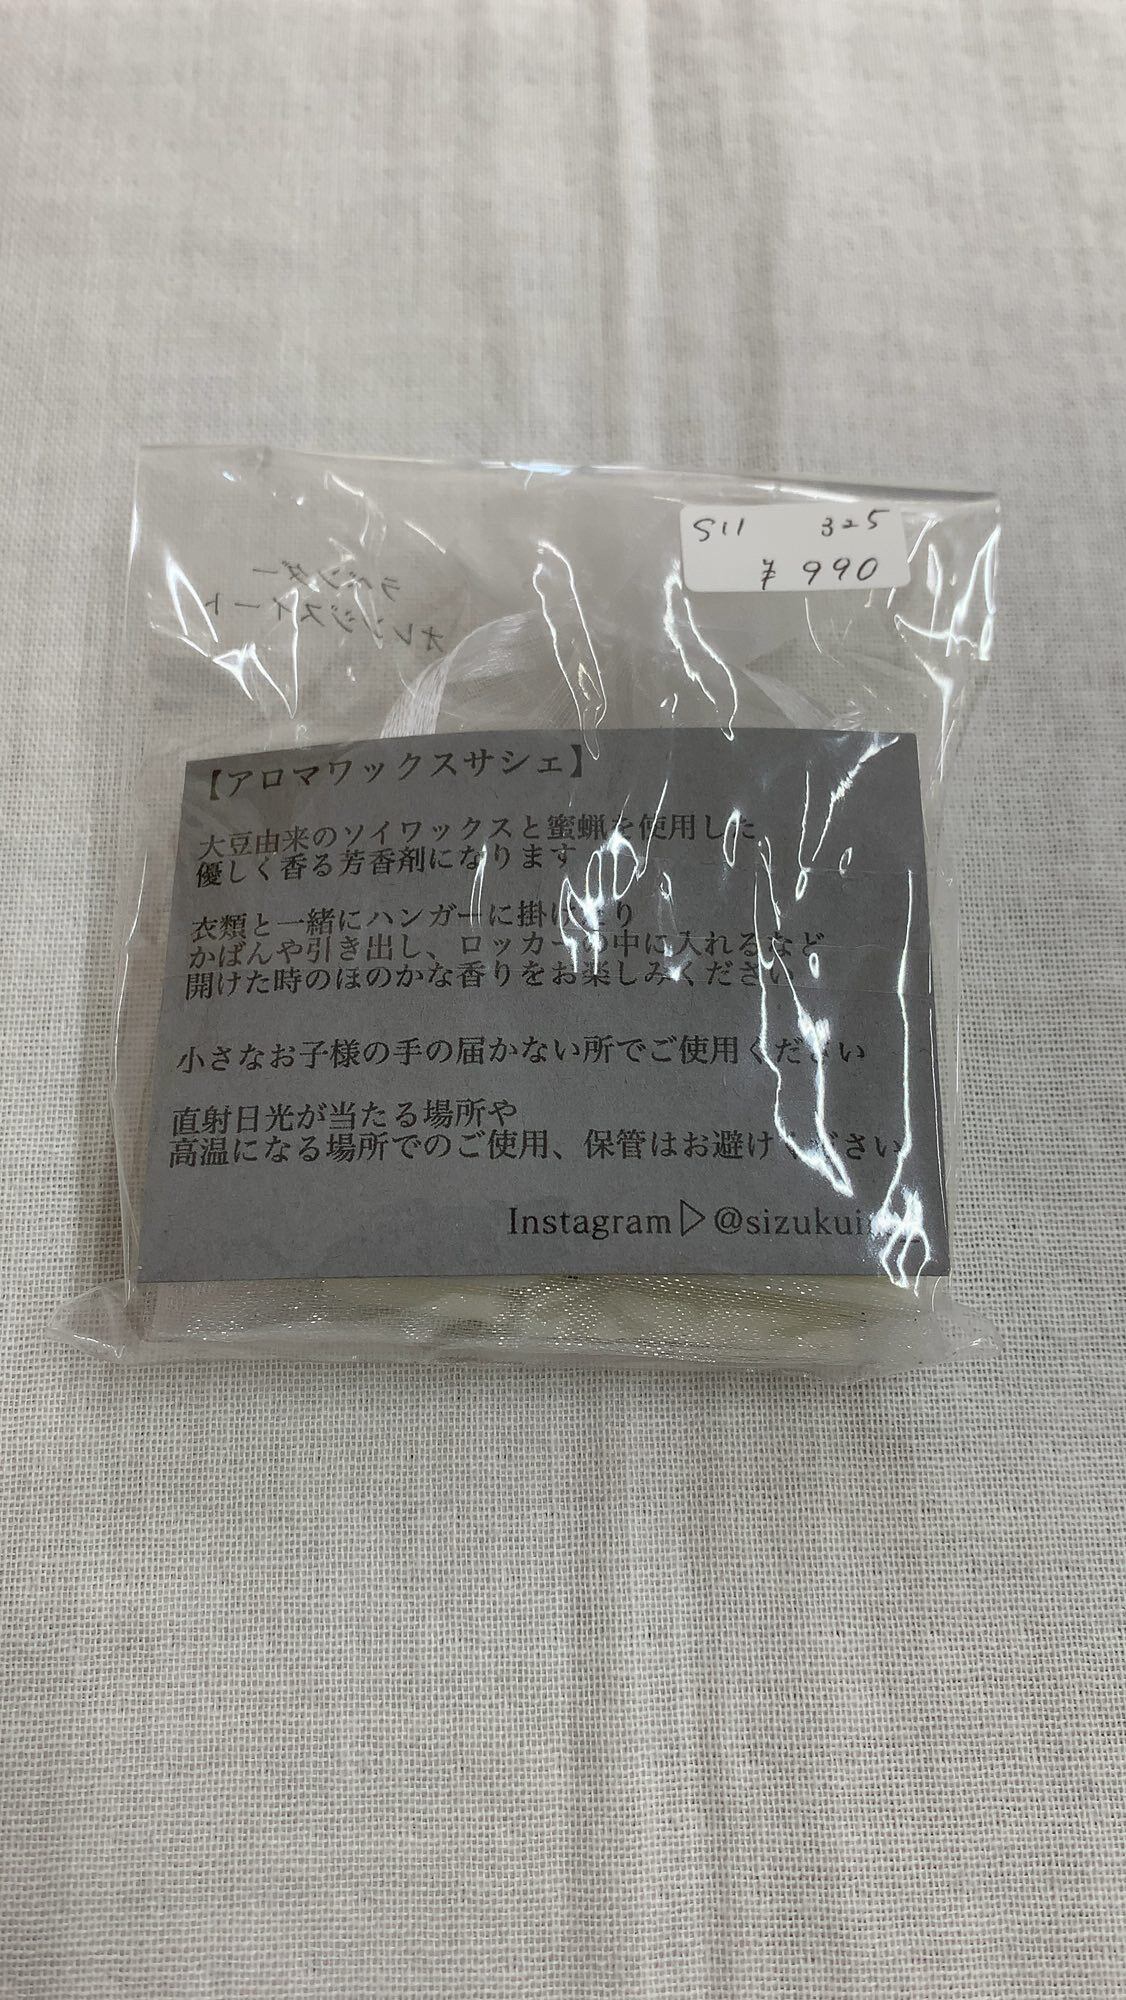 S11 325
¥990
ラベンダー
オレンジスイート
【アロマワックスサシェ】
大豆由来のソイワックスと蜜蝋を使用した
優しく香る芳香剤になります
衣類と一緒にハンガーに掛けたり
かばんや引き出し、ロッカーの中に入れるなど
開けた時のほのかな香りをお楽しみください
小さなお子様の手の届かない所でご使用ください
直射日光が当たる場所や
高温になる場所でのご使用、保管はお避けください
Instagram▷